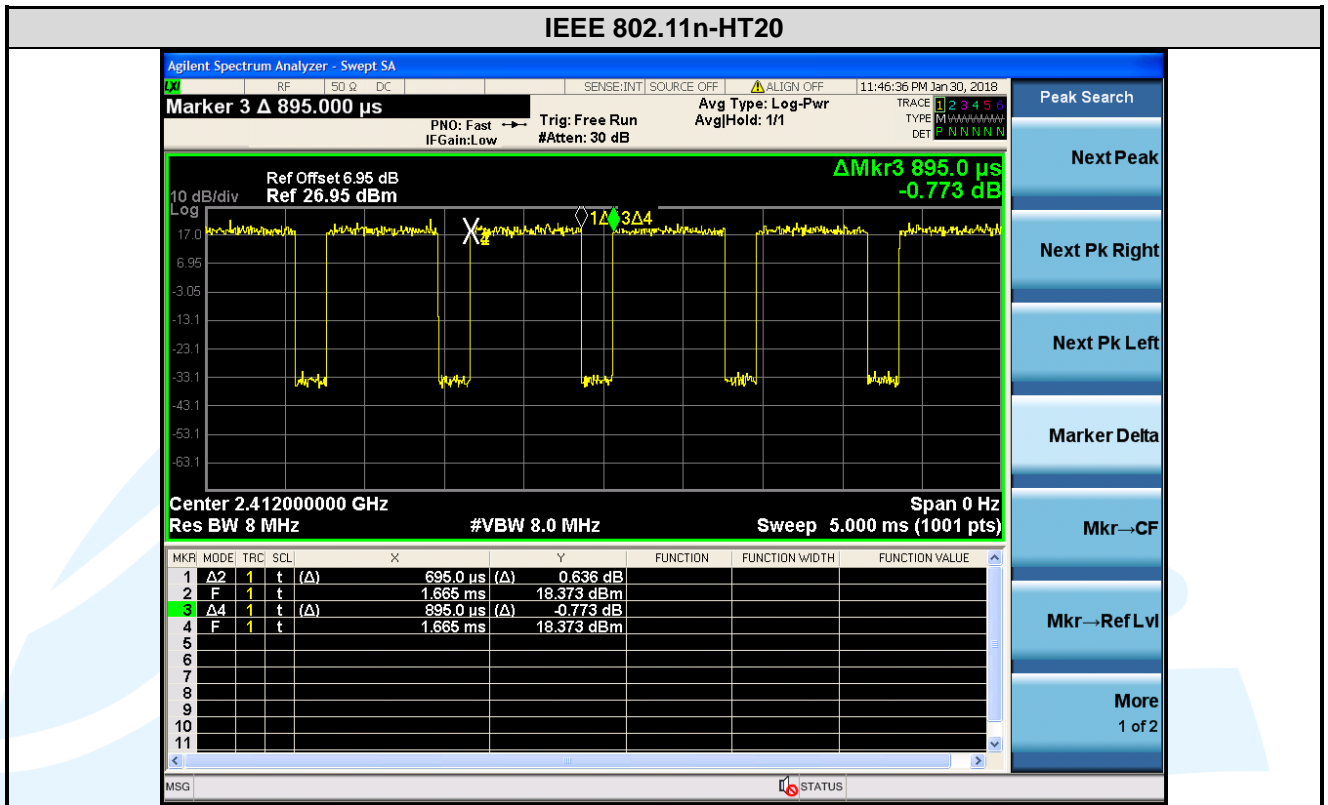 IEEE 802.11n-HT20
Agilent Spectrum Analyzer - Swept SA
LXI RF 50 Ω DC SENSE:INT SOURCE OFF ⚠ALIGN OFF 11:46:36 PM Jan 30, 2018
Marker 3 Δ 895.000 µs
PNO: Fast
IFGain:Low
Trig: Free Run
#Atten: 30 dB
Avg Type: Log-Pwr
Avg|Hold: 1/1
TRACE 1 2 3 4 5 6
TYPE M
DET P N N N N N
Peak Search
Next Peak
Next Pk Right
Next Pk Left
Marker Delta
Mkr→CF
Mkr→RefLvl
More
1 of 2
ΔMkr3 895.0 µs
-0.773 dB
Ref Offset 6.95 dB
10 dB/div Ref 26.95 dBm
Log
17.0
6.95
-3.05
-13.1
-23.1
-33.1
-43.1
-53.1
-63.1
1Δ 3Δ4
Center 2.412000000 GHz Span 0 Hz
Res BW 8 MHz #VBW 8.0 MHz Sweep 5.000 ms (1001 pts)
MKR MODE TRC SCL X Y FUNCTION FUNCTION WIDTH FUNCTION VALUE
1 Δ2 1 t (Δ) 695.0 µs (Δ) 0.636 dB
2 F 1 t 1.665 ms 18.373 dBm
3 Δ4 1 t (Δ) 895.0 µs (Δ) -0.773 dB
4 F 1 t 1.665 ms 18.373 dBm
5
6
7
8
9
10
11
MSG STATUS